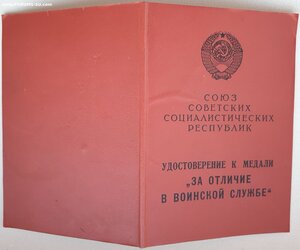 СОЮЗ
СОВЕТСКИХ
СОЦИАЛИСТИЧЕСКИХ
РЕСПУБЛИК
УДОСТОВЕРЕНИЕ К МЕДАЛИ
„ЗА ОТЛИЧИЕ
В ВОИНСКОЙ СЛУЖБЕ“